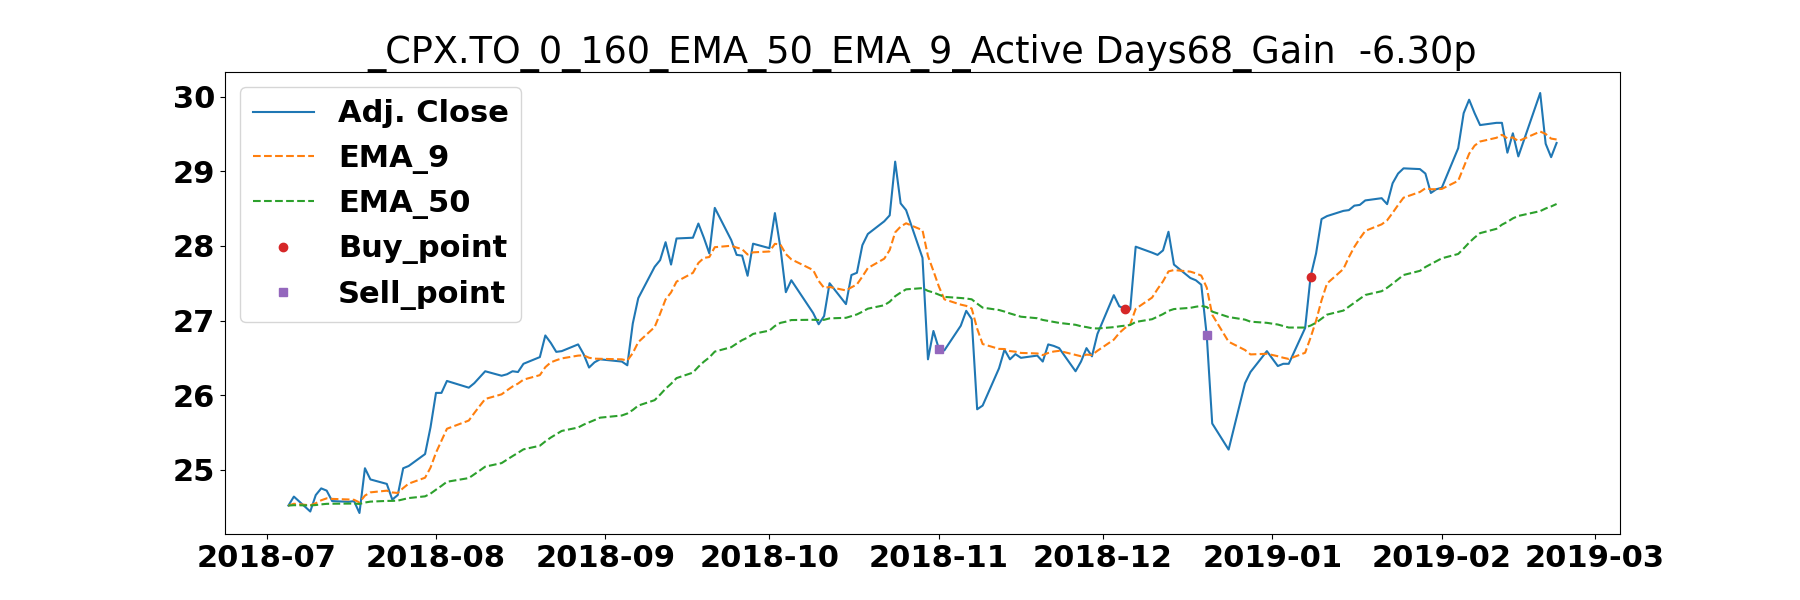 _CPX.TO_0_160_EMA_50_EMA_9_Active Days68_Gain  -6.30p
30
29
28
27
26
25
Adj. Close
EMA_9
EMA_50
Buy_point
Sell_point
2018-07 2018-08 2018-09 2018-10 2018-11 2018-12 2019-01 2019-02 2019-03